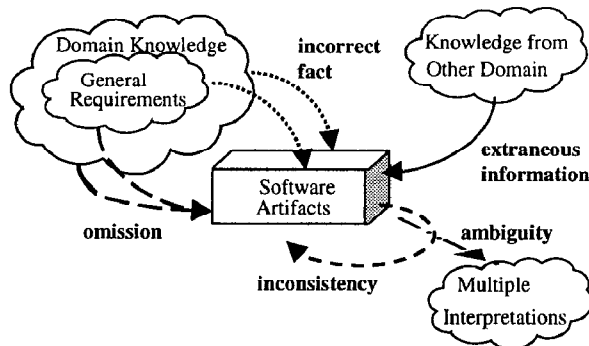 Domain Knowledge
General
Requirements
incorrect
fact
Knowledge from
Other Domain
extraneous
information
Software
Artifacts
omission
ambiguity
inconsistency
Multiple
Interpretations